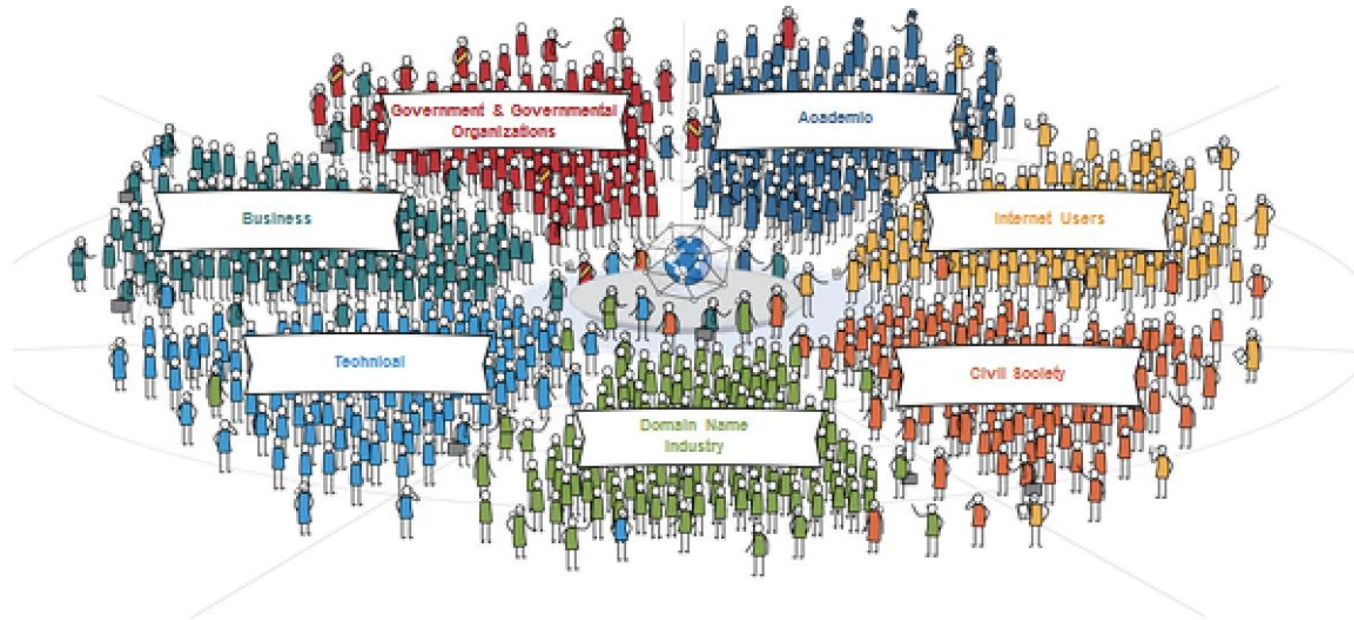 Government & Governmental
Organizations
Academic
Business
Internet Users
Technical
Civil Society
Domain Name
Industry